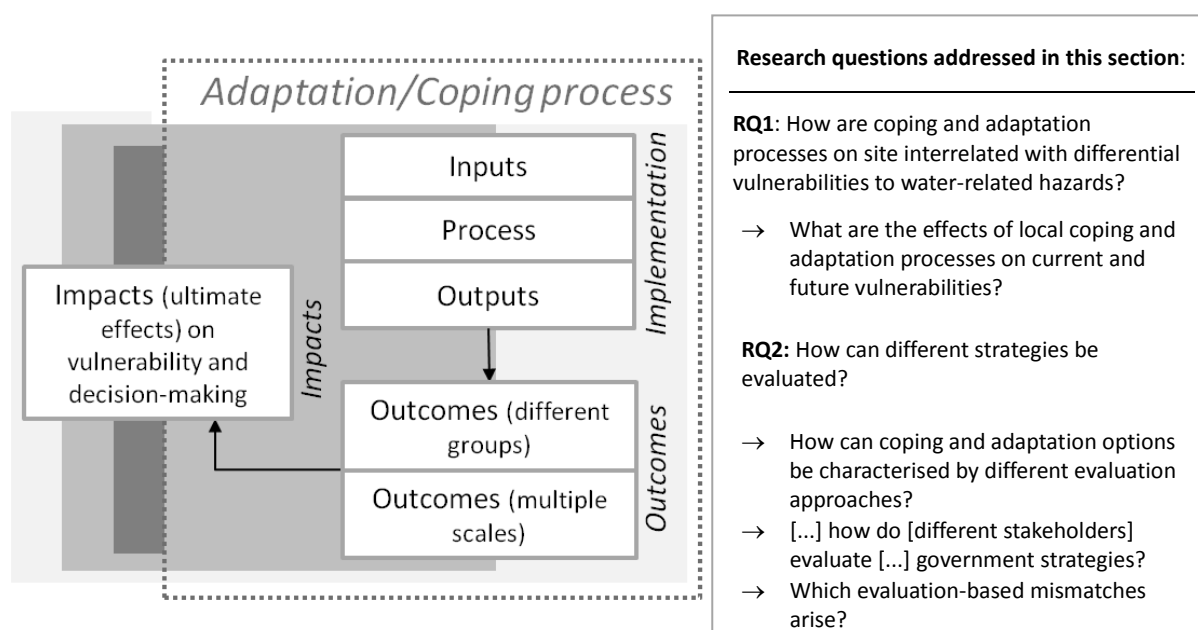 Adaptation/Coping process
Inputs
Process
Outputs
Implementation
Impacts (ultimate
effects) on
vulnerability and
decision-making
Impacts
Outcomes (different
groups)
Outcomes (multiple
scales)
Outcomes
Research questions addressed in this section:
RQ1: How are coping and adaptation
processes on site interrelated with differential
vulnerabilities to water-related hazards?
→ What are the effects of local coping and
adaptation processes on current and
future vulnerabilities?
RQ2: How can different strategies be
evaluated?
→ How can coping and adaptation options
be characterised by different evaluation
approaches?
→ [...] how do [different stakeholders]
evaluate [...] government strategies?
→ Which evaluation-based mismatches
arise?